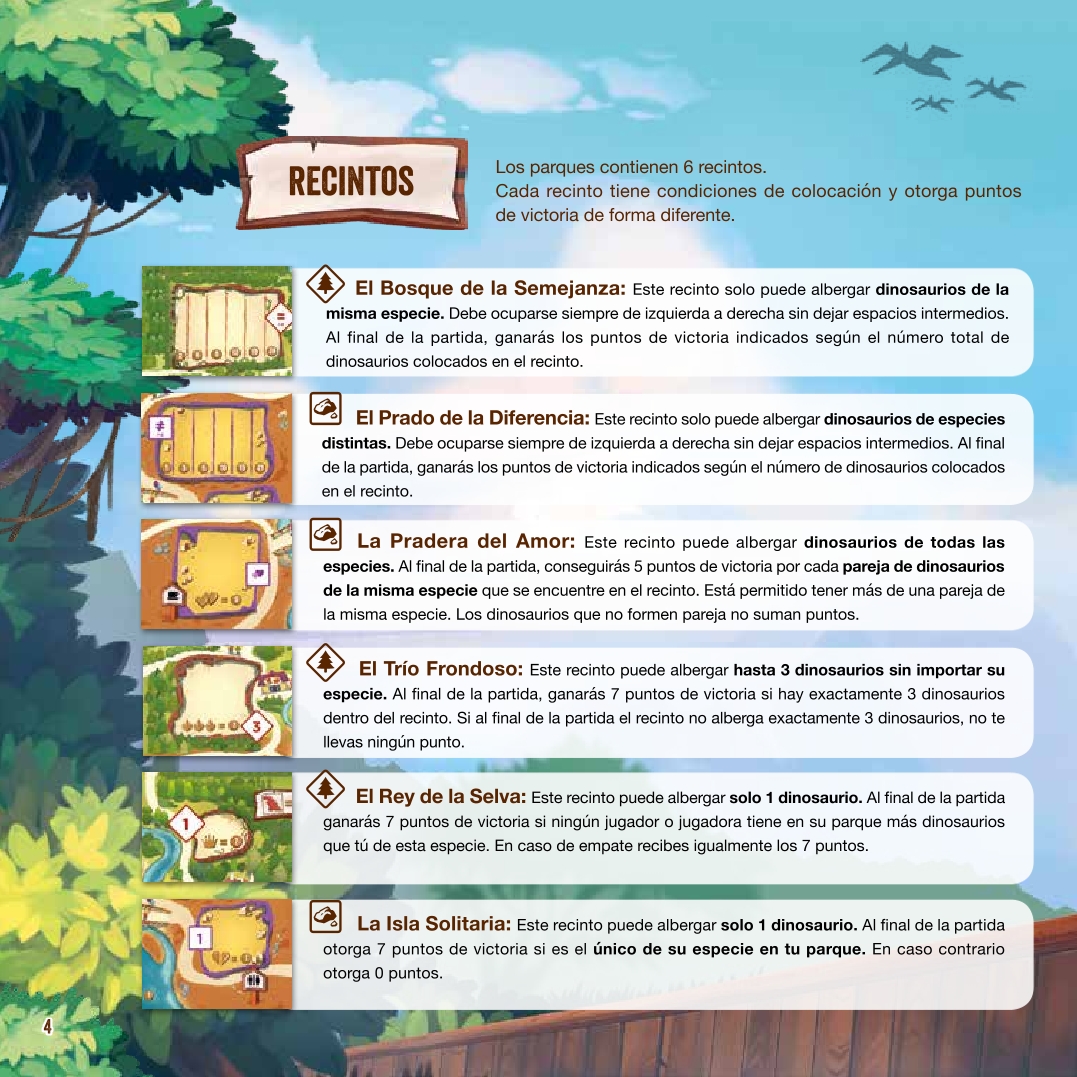 RECINTOS
Los parques contienen 6 recintos.
Cada recinto tiene condiciones de colocación y otorga puntos
de victoria de forma diferente.
El Bosque de la Semejanza: Este recinto solo puede albergar dinosaurios de la
misma especie. Debe ocuparse siempre de izquierda a derecha sin dejar espacios intermedios.
Al final de la partida, ganarás los puntos de victoria indicados según el número total de
dinosaurios colocados en el recinto.
El Prado de la Diferencia: Este recinto solo puede albergar dinosaurios de especies
distintas. Debe ocuparse siempre de izquierda a derecha sin dejar espacios intermedios. Al final
de la partida, ganarás los puntos de victoria indicados según el número de dinosaurios colocados
en el recinto.
La Pradera del Amor: Este recinto puede albergar dinosaurios de todas las
especies. Al final de la partida, conseguirás 5 puntos de victoria por cada pareja de dinosaurios
de la misma especie que se encuentre en el recinto. Está permitido tener más de una pareja de
la misma especie. Los dinosaurios que no formen pareja no suman puntos.
El Trío Frondoso: Este recinto puede albergar hasta 3 dinosaurios sin importar su
especie. Al final de la partida, ganarás 7 puntos de victoria si hay exactamente 3 dinosaurios
dentro del recinto. Si al final de la partida el recinto no alberga exactamente 3 dinosaurios, no te
llevas ningún punto.
3
El Rey de la Selva: Este recinto puede albergar solo 1 dinosaurio. Al final de la partida
ganarás 7 puntos de victoria si ningún jugador o jugadora tiene en su parque más dinosaurios
que tú de esta especie. En caso de empate recibes igualmente los 7 puntos.
1
La Isla Solitaria: Este recinto puede albergar solo 1 dinosaurio. Al final de la partida
otorga 7 puntos de victoria si es el único de su especie en tu parque. En caso contrario
otorga 0 puntos.
1
4